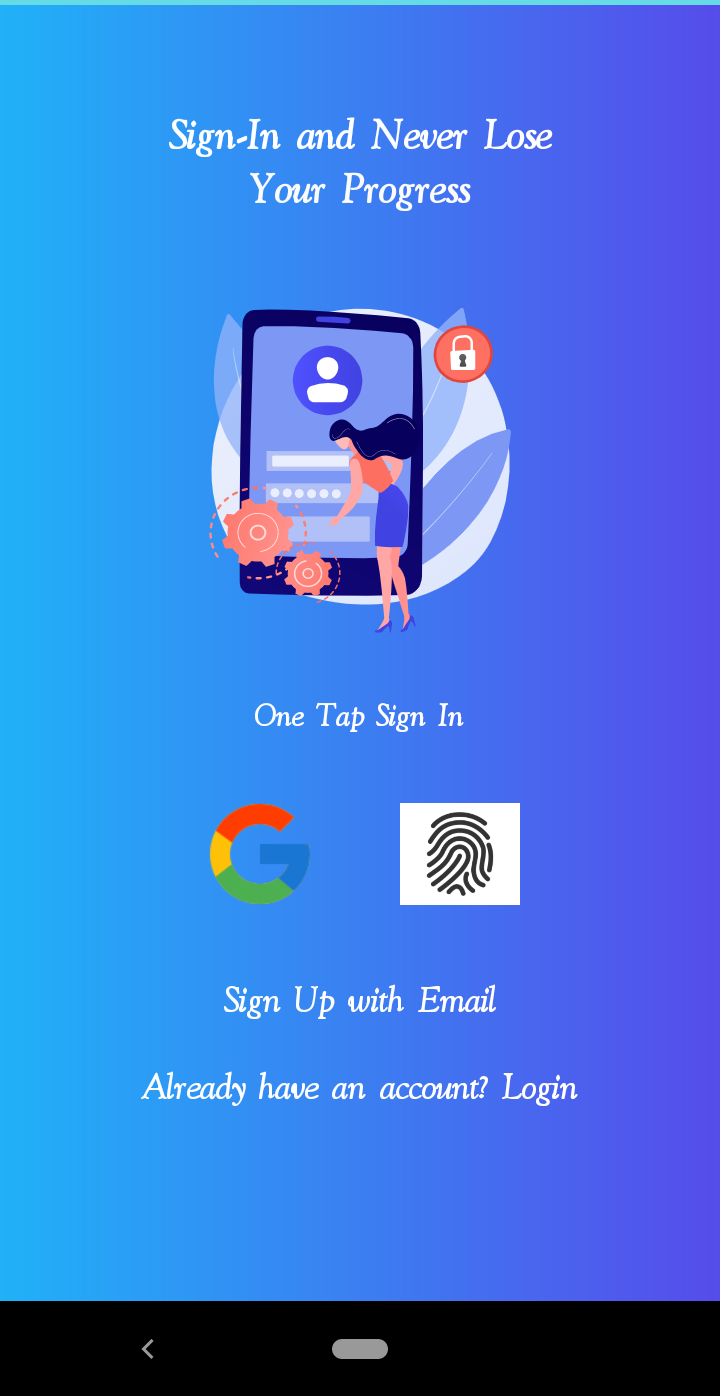 Sign-In and Never Lose
Your Progress
One Tap Sign In
Sign Up with Email
Already have an account? Login